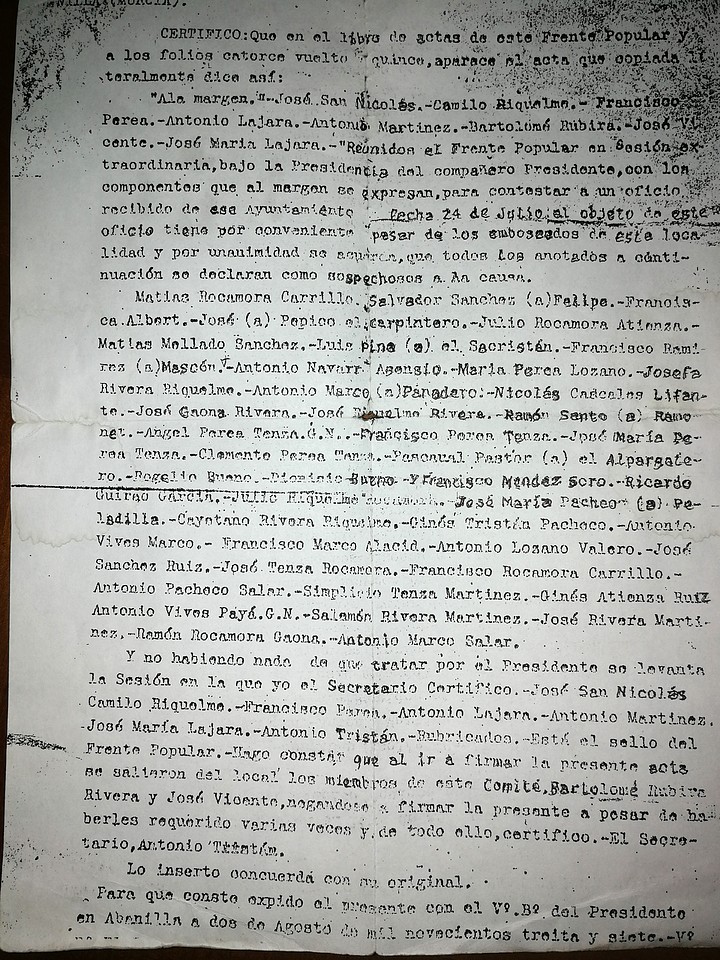 (MURCIA).
CERTIFICO:Que en el libro de actas de este Frente Popular y
a los folios catorce vuelto quince,aparece el acta que copiada li
teralmente dice así:
"Ala margen."-José San Nicolás.-Camilo Riquelme.- Francisco
Perea.-Antonio Lajara.-Antonio Martinez.-Bartolomé Rubira.-José Vi
cente.-José Maria Lajara.-"Reunidos el Frente Popular en Sesión ex-
traordinaria,bajo la Presidencia del compañero Presidente,con los
componentes que al margen se expresan,para contestar a un oficio
recibido de ese Ayuntamiento fecha 24 de Julio,al objeto de este
oficio tiene por conveniente pesar de los emboscados de esta loca
lidad y por unanimidad se acuerda,que todos los anotados a conti-
nuación se declaran como sospechosos a Aa causa.
Matias Rocamora Carrillo.-Salvador Sanchez (a)Felipe.-Francis-
ca Albert.-José (a) Pepico el carpintero.-Julio Rocamora Atienza.-
Matias Mellado Sanchez.-Luis Pina (a) el Sacristán.-Francisco Rami-
rez (a)Mascón.-Antonio Navarr Asensio.-Maria Perea Lozano.-Josefa
Rivera Riquelme.-Antonio Marco (a)Panadero.-Nicolás Cascales Lifan-
te.-José Gaona Rivera.-José Riquelme Rivera.-Ramón Santo (a) Ramo-
net.-Angel Perea Tenza.G.N.-Francisco Perea Tenza.-José María Pe-
rea Tenza.-Clemente Perea Tenza.-Pascual Pastor (a) el Alpargate-
ro.-Rogelio Bueno.-Dionisio Bueno -Francisco Mendez Soro.-Ricardo
Guirao García.-Julio Riquelme Rocamora.-José María Pacheco (a) Pe-
ladilla.-Cayetano Rivera Riquelme.-Ginés Tristán Pacheco.-Antonio
Vives Marco.- Francisco Marco Alacid.-Antonio Lozano Valero.-José
Sanchez Ruiz.-José Tenza Rocamora.-Francisco Rocamora Carrillo.-
Antonio Pacheco Salar.-Simplicio Tenza Martinez.-Ginés Atienza Ruiz
Antonio Vives Payá.G.N.-Salamón Rivera Martinez.-José Rivera Marti-
nez.-Ramón Rocamora Gaona.-Antonio Marco Salar.
Y no habiendo nada de que tratar por el Presidente se levanta
la Sesión en la que yo el Secretario Certifico.-José San Nicolás
Camilo Riquelme.-Francisco Perea.-Antonio Lajara.-Antonio Martinez.
José María Lajara.-Antonio Tristán.-Rubricados.-Está el sello del
Frente Popular.-Hago constar que al ir a firmar la presente acta
se salieron del local los miembros de este Comité,Bartolomé Rubira
Rivera y José Vicente,negandose a firmar la presente a pesar de ha-
berles requerido varias veces y de todo ello,certifico.-El Secre-
tario,Antonio Tristán.
Lo inserto concuerda con su original.
Para que conste expido el presente con el Vº.Bº del Presidente
en Abanilla a dos de Agosto de mil novecientos treita y siete.-Vº